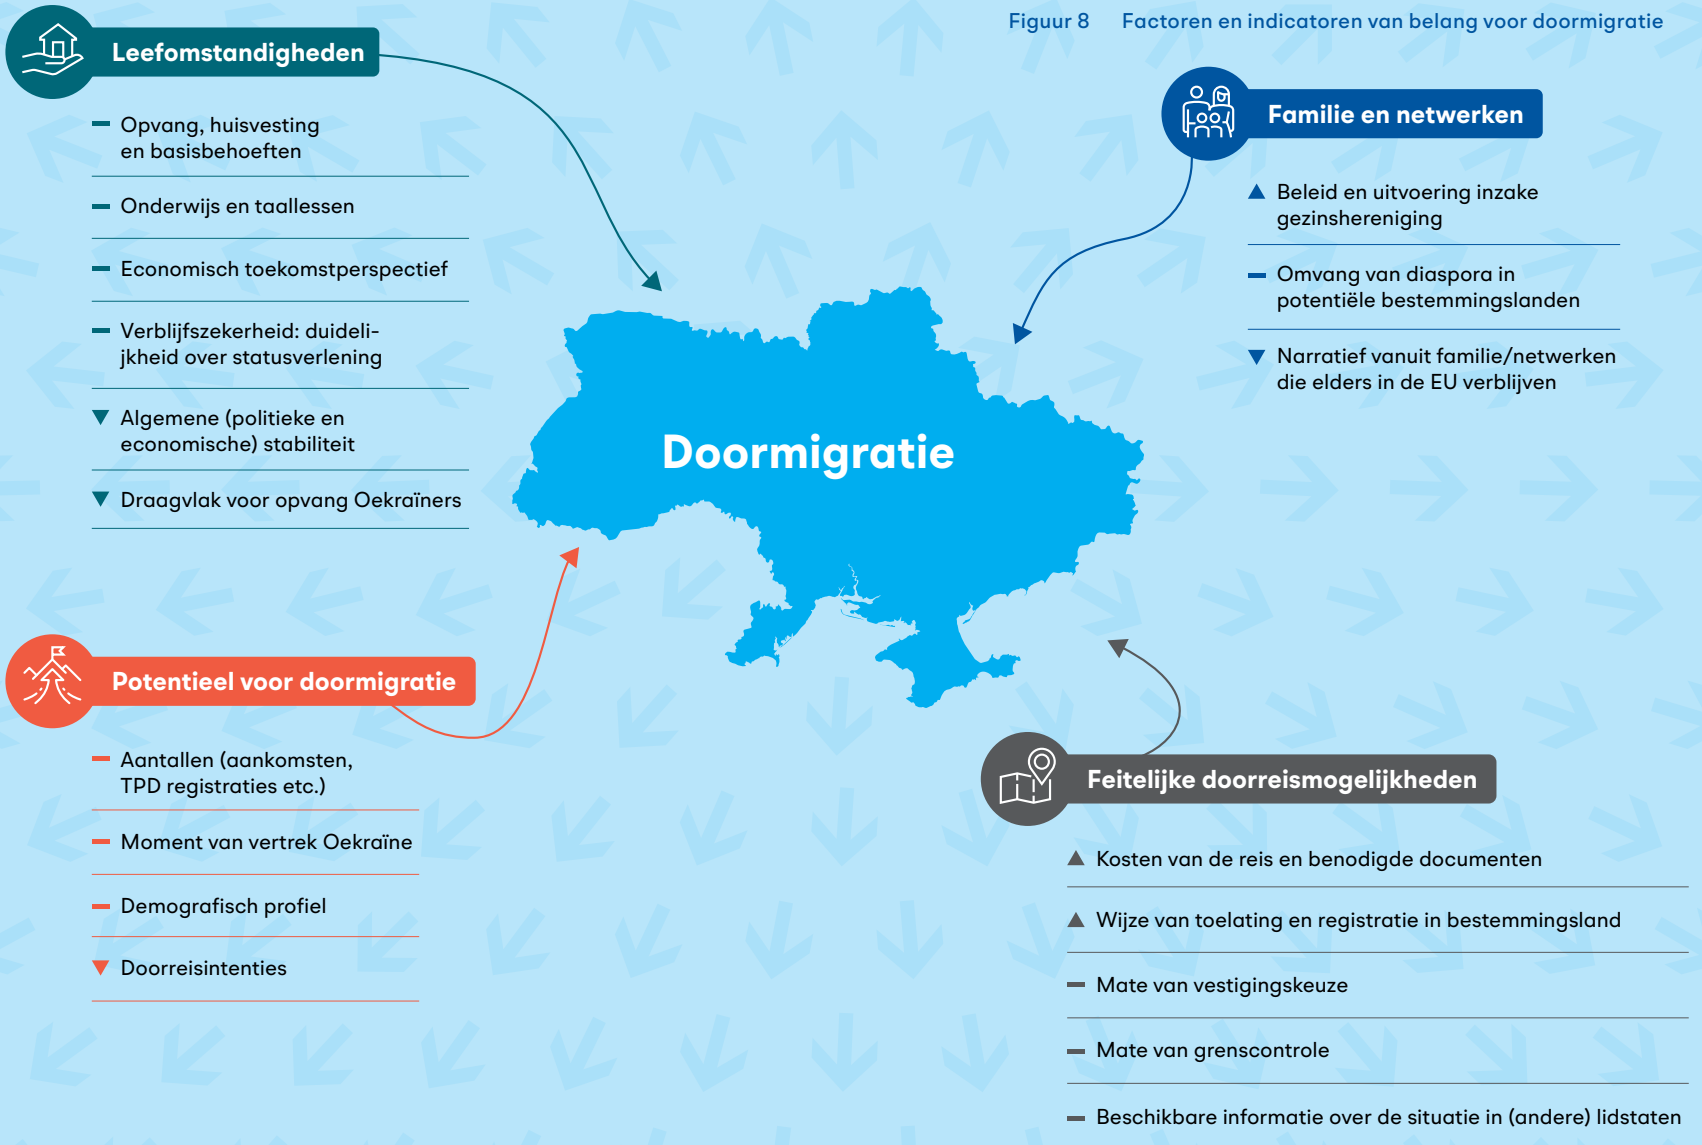 Figuur 8 Factoren en indicatoren van belang voor doormigratie
Leefomstandigheden
Opvang, huisvesting
en basisbehoeften
Onderwijs en taallessen
Economisch toekomstperspectief
Verblijfszekerheid: duideli-
jkheid over statusverlening
Algemene (politieke en
economische) stabiliteit
Draagvlak voor opvang Oekraïners
Familie en netwerken
Beleid en uitvoering inzake
gezinshereniging
Omvang van diaspora in
potentiële bestemmingslanden
Narratief vanuit familie/netwerken
die elders in de EU verblijven
Doormigratie
Potentieel voor doormigratie
Aantallen (aankomsten,
TPD registraties etc.)
Moment van vertrek Oekraïne
Demografisch profiel
Doorreisintenties
Feitelijke doorreismogelijkheden
Kosten van de reis en benodigde documenten
Wijze van toelating en registratie in bestemmingsland
Mate van vestigingskeuze
Mate van grenscontrole
Beschikbare informatie over de situatie in (andere) lidstaten